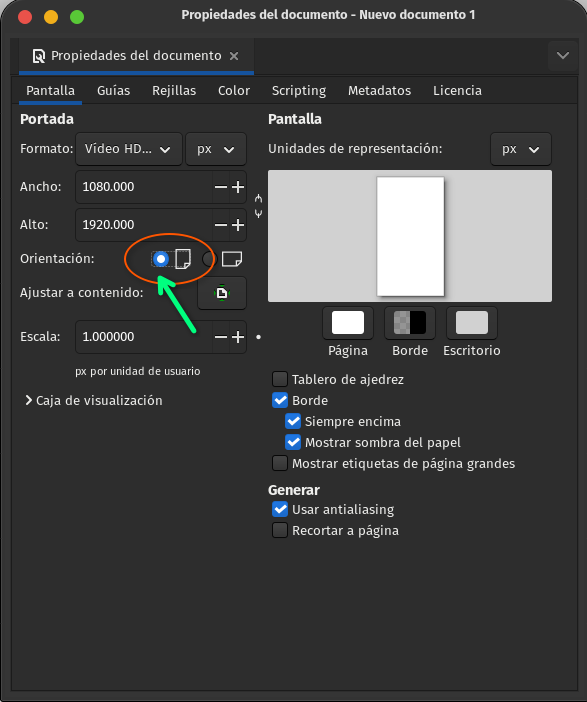 Propiedades del documento - Nuevo documento 1
Propiedades del documento
Pantalla Guías Rejillas Color Scripting Metadatos Licencia
Portada
Formato: Vídeo HD... px
Ancho: 1080.000
Alto: 1920.000
Orientación:
Ajustar a contenido:
Escala: 1.000000
px por unidad de usuario
Caja de visualización
Pantalla
Unidades de representación: px
Página Borde Escritorio
Tablero de ajedrez
Borde
Siempre encima
Mostrar sombra del papel
Mostrar etiquetas de página grandes
Generar
Usar antialiasing
Recortar a página